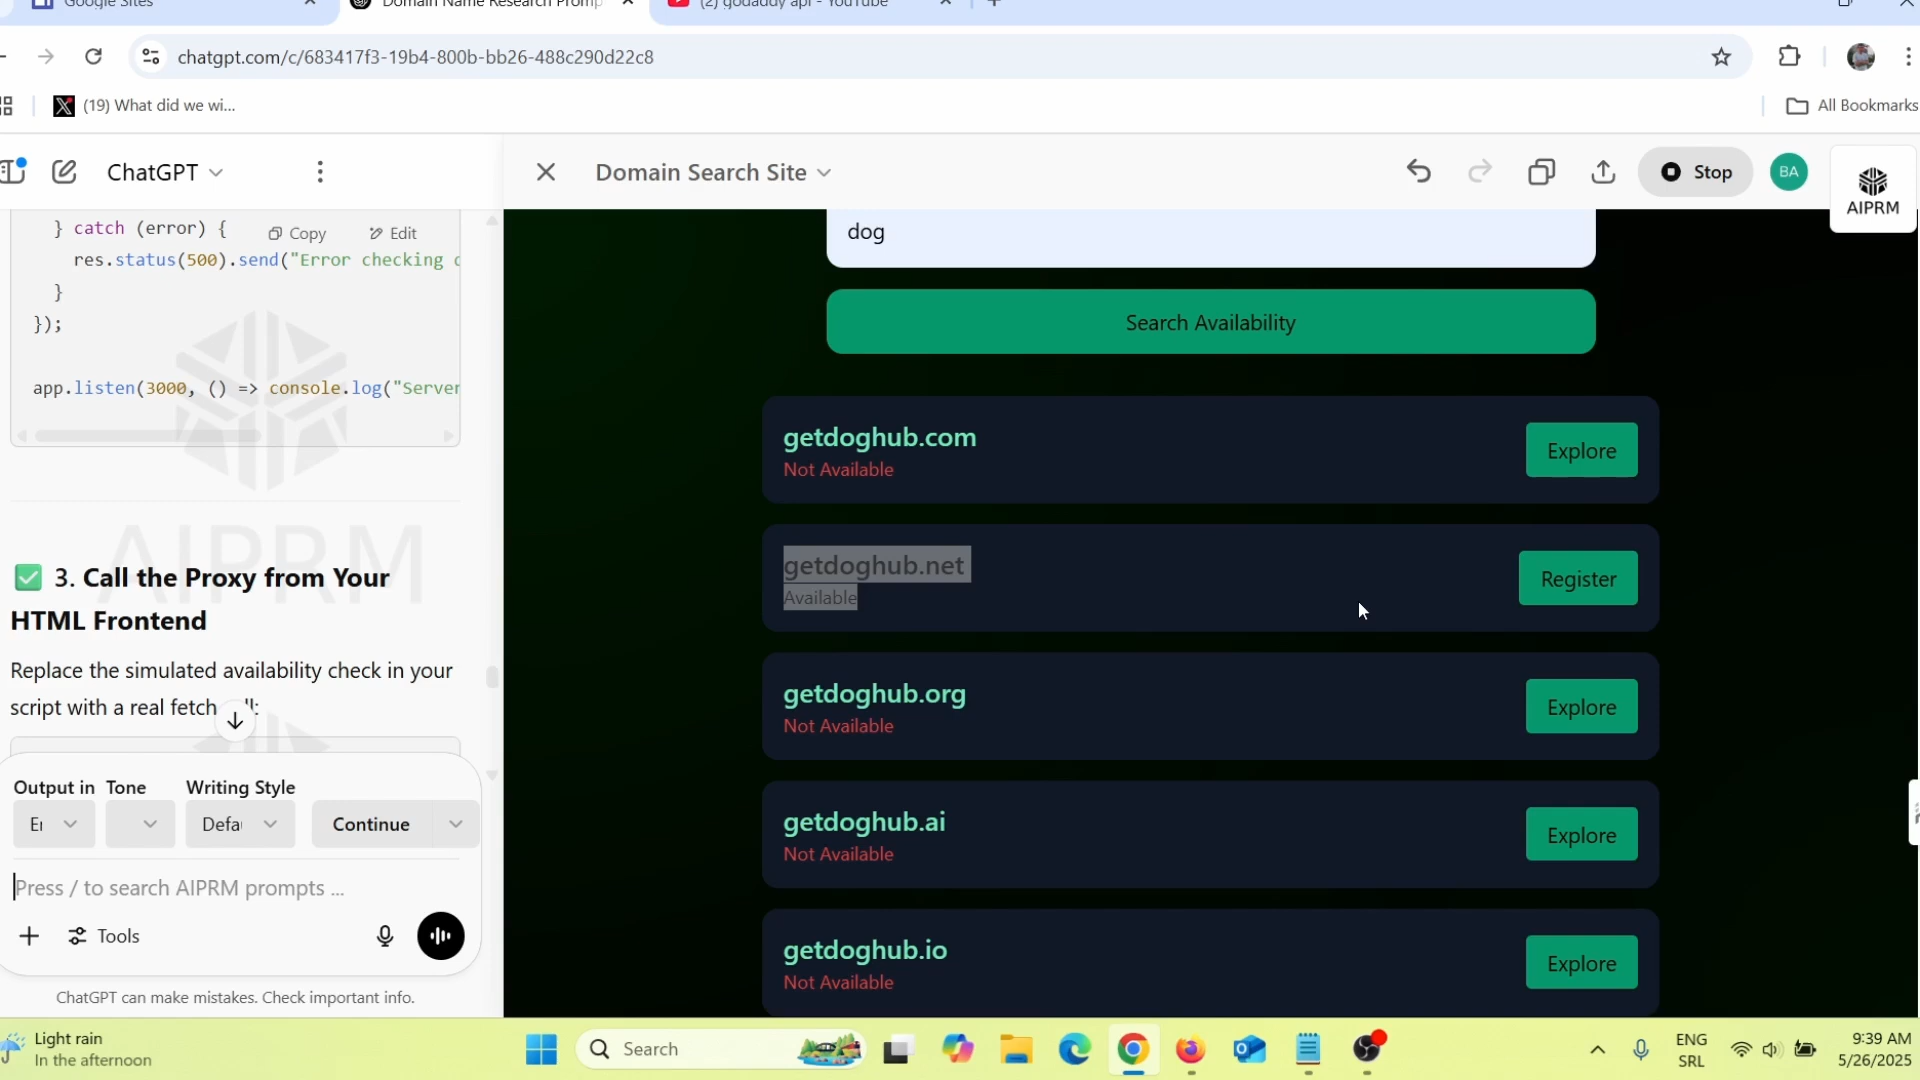 Google Sites
Domain Name Research Promp
(2) godaddy api - YouTube
chatgpt.com/c/683417f3-19b4-800b-bb26-488c290d22c8
(19) What did we wi...
All Bookmarks
ChatGPT
Domain Search Site
Stop
BA
AIPRM
} catch (error) {
Copy
Edit
res.status(500).send("Error checking
}
});
app.listen(3000, () => console.log("Server
AIPRM
✅ 3. Call the Proxy from Your
HTML Frontend
Replace the simulated availability check in your
script with a real fetch
Output in
Tone
Writing Style
Continue
Press / to search AIPRM prompts ...
Tools
ChatGPT can make mistakes. Check important info.
dog
Search Availability
getdoghub.com
Not Available
Explore
getdoghub.net
Available
Register
getdoghub.org
Not Available
Explore
getdoghub.ai
Not Available
Explore
getdoghub.io
Not Available
Explore
Light rain
In the afternoon
Search
ENG
SRL
9:39 AM
5/26/2025